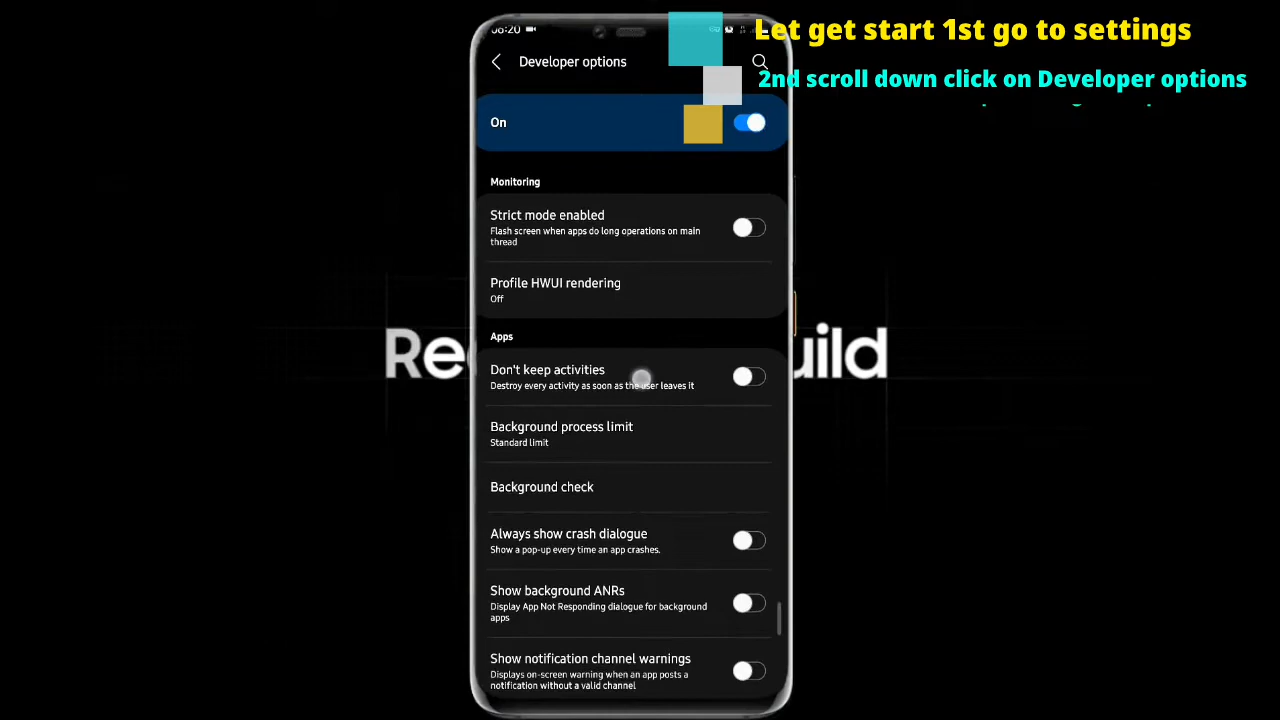 Let get start 1st go to settings
2nd scroll down click on Developer options
08:20
Developer options
On
Monitoring
Strict mode enabled
Flash screen when apps do long operations on main
thread
Profile HWUI rendering
Off
Apps
Don't keep activities
Destroy every activity as soon as the user leaves it
Background process limit
Standard limit
Background check
Always show crash dialogue
Show a pop-up every time an app crashes.
Show background ANRs
Display App Not Responding dialogue for background
apps
Show notification channel warnings
Displays on-screen warning when an app posts a
notification without a valid channel